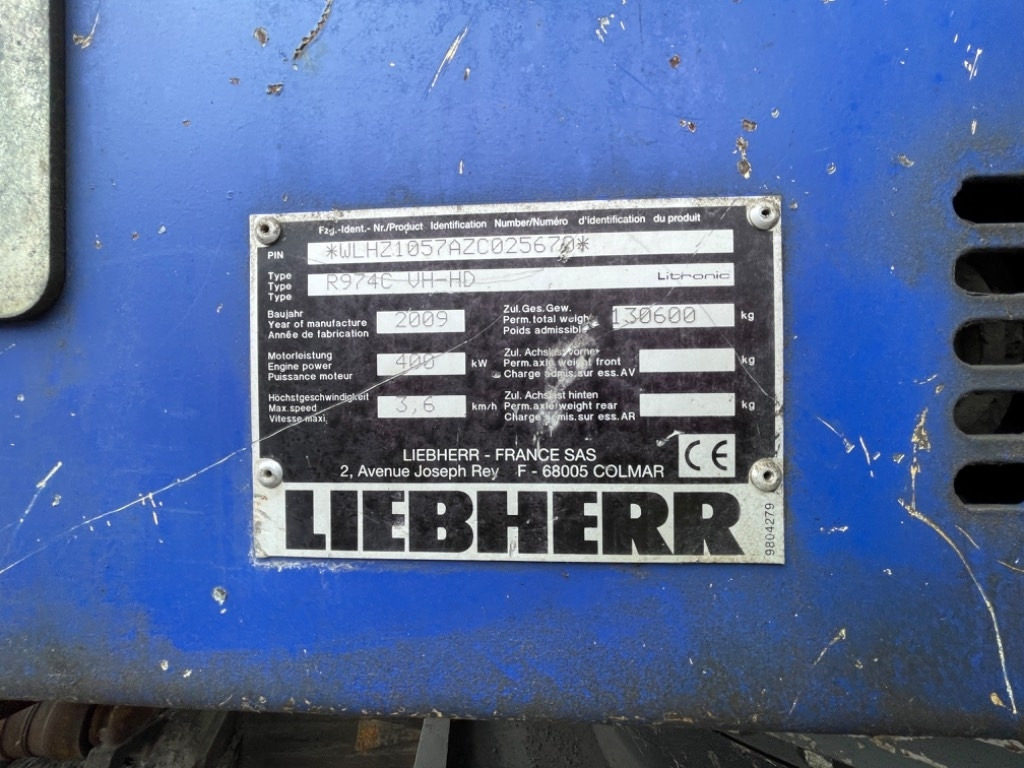 Fzg.-Ident.- Nr./Product Identification Number/Numéro d'identification du produit
PIN *WLHZ1057AZC025670*
Type
Type R974C VH-HD Litronic
Type
Baujahr
Year of manufacture 2009
Année de fabrication
Zul.Ges.Gew.
Perm.total weight 130600 kg
Poids admissible
Motorleistung
Engine power 400 kW
Puissance moteur
Zul. Achslast vorne
Perm.axle weight front kg
Charge admis.sur ess.AV
Höchstgeschwindigkeit
Max.speed 3,6 km/h
Vitesse maxi.
Zul. Achslast hinten
Perm.axle weight rear kg
Charge admis.sur ess.AR
LIEBHERR - FRANCE SAS
2, Avenue Joseph Rey F - 68005 COLMAR
CE
LIEBHERR
9804279